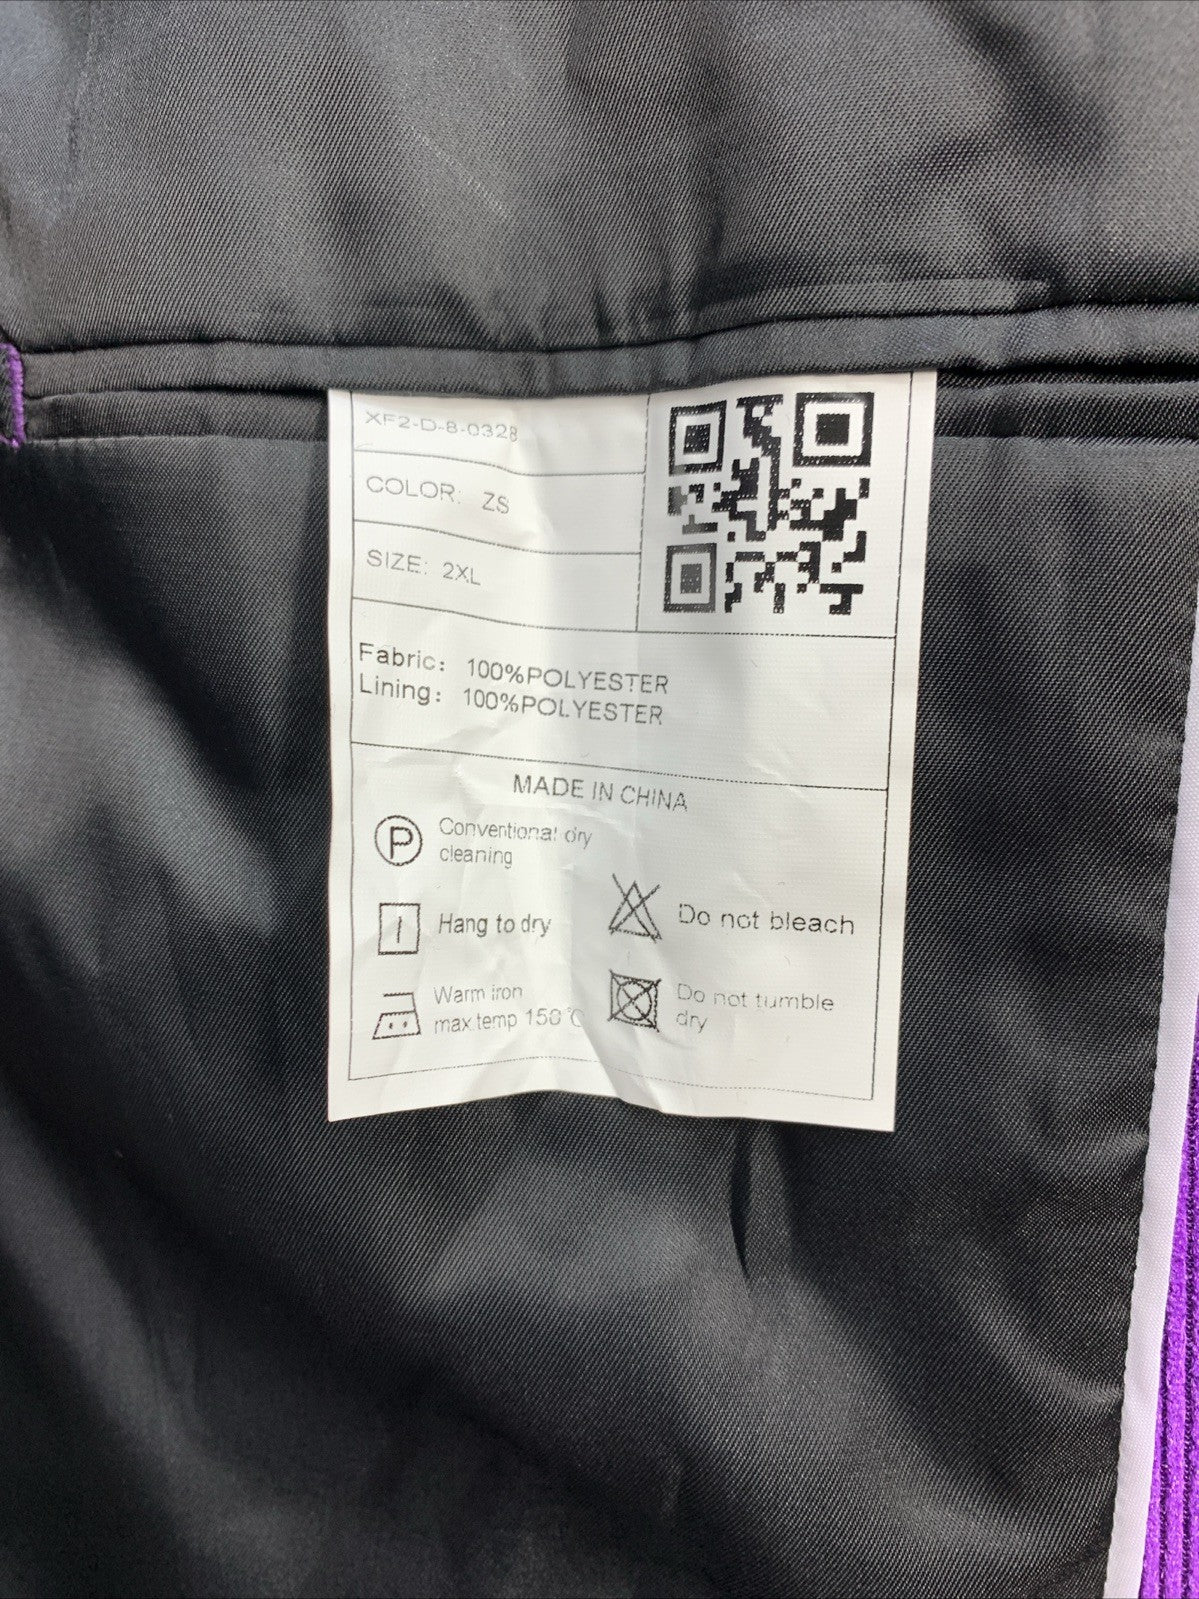 XF2-D-8-0328
COLOR: ZS
SIZE: 2XL
Fabric: 100%POLYESTER
Lining: 100%POLYESTER
MADE IN CHINA
P
Conventional dry
cleaning
Hang to dry
Do not bleach
Warm iron
max temp 150℃
Do not tumble
dry